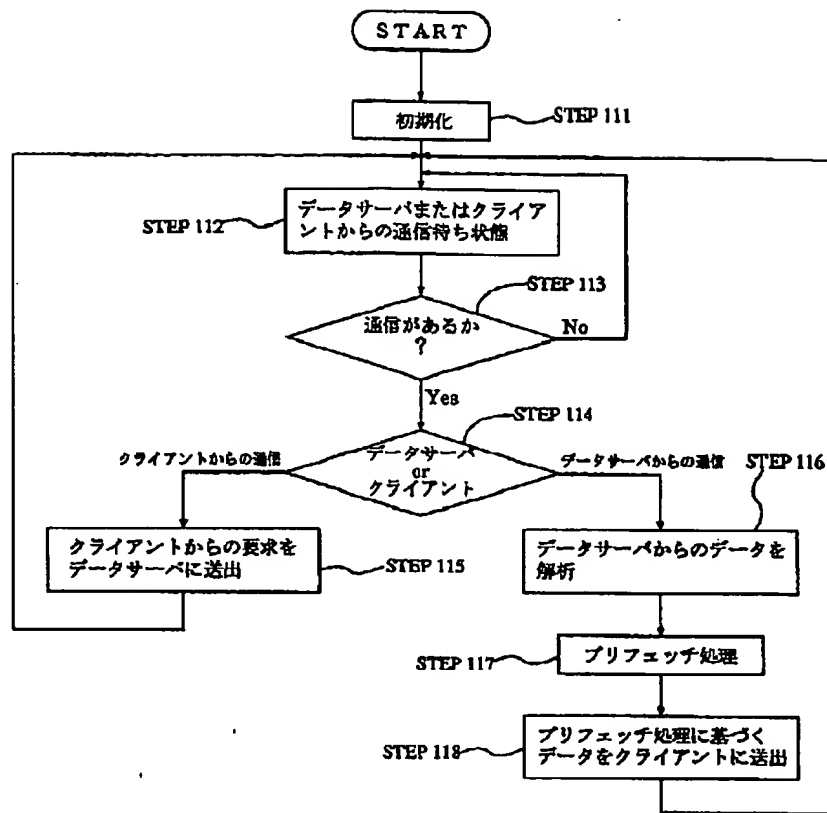 START
初期化
STEP 111
STEP 112
データサーバまたはクライア
ントからの通信待ち状態
STEP 113
通信があるか
?
No
Yes
STEP 114
クライアントからの通信
データサーバ
or
クライアント
データサーバからの通信
STEP 116
クライアントからの要求を
データサーバに送出
STEP 115
データサーバからのデータを
解析
STEP 117
プリフェッチ処理
STEP 118
プリフェッチ処理に基づく
データをクライアントに送出